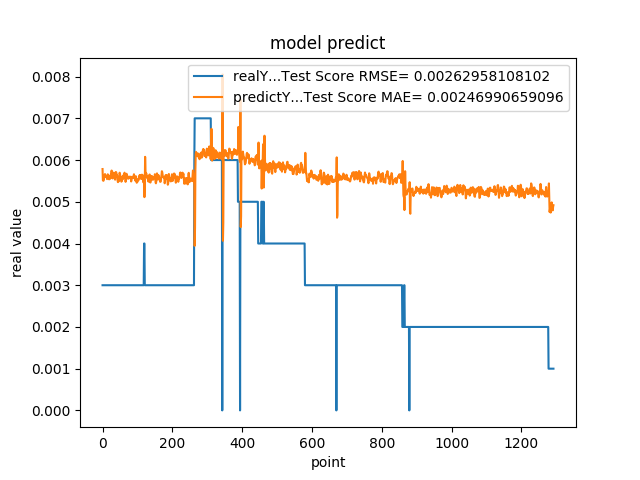 model predict
realY...Test Score RMSE= 0.00262958108102
predictY...Test Score MAE= 0.00246990659096
0.008
0.007
0.006
0.005
0.004
0.003
0.002
0.001
0.000
real value
0 200 400 600 800 1000 1200
point